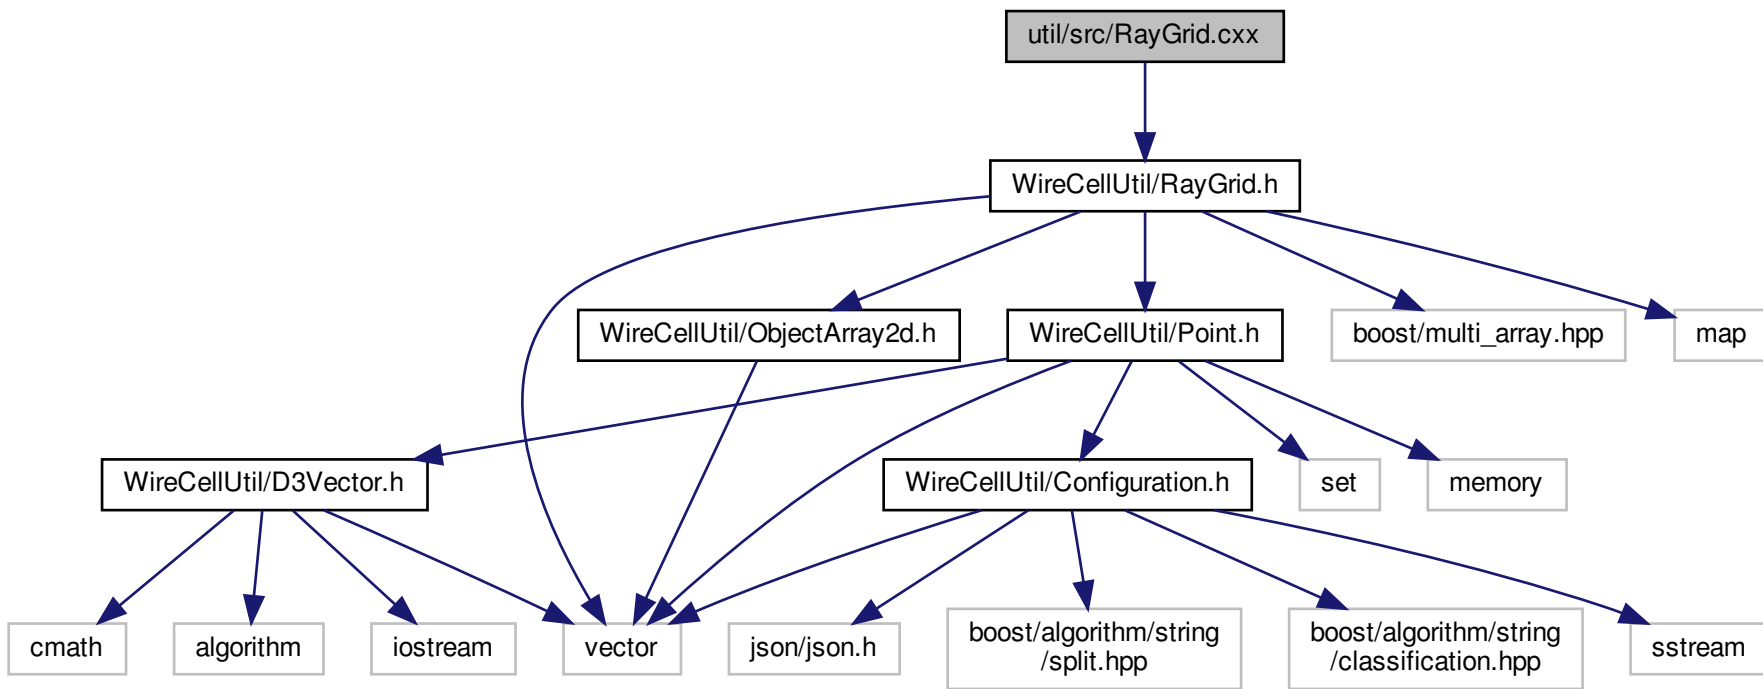 util/src/RayGrid.cxx
WireCellUtil/RayGrid.h
WireCellUtil/ObjectArray2d.h
WireCellUtil/Point.h
boost/multi_array.hpp
map
WireCellUtil/D3Vector.h
WireCellUtil/Configuration.h
set
memory
cmath
algorithm
iostream
vector
json/json.h
boost/algorithm/string
/split.hpp
boost/algorithm/string
/classification.hpp
sstream